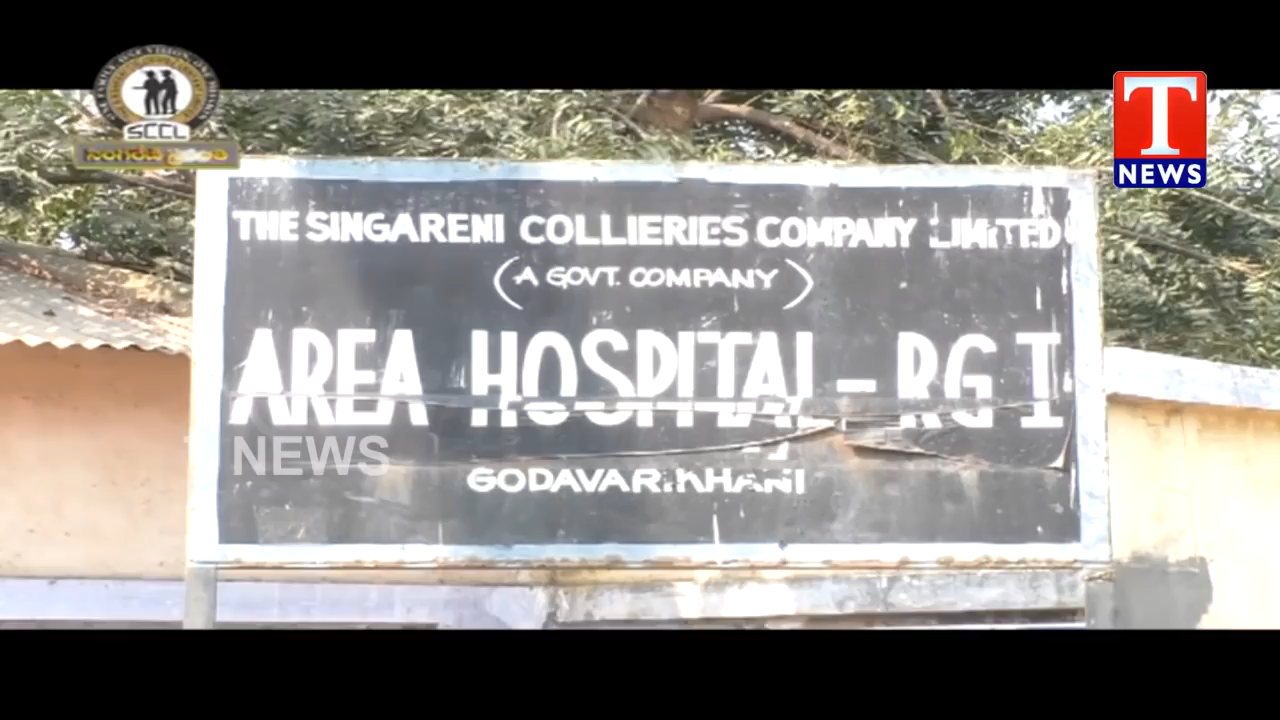 SCCL
T
NEWS
THE SINGARENI COLLIERIES COMPANY LIMITED
(A GOVT. COMPANY)
AREA HOSPITAL - RG I
NEWS
GODAVARIKHANI